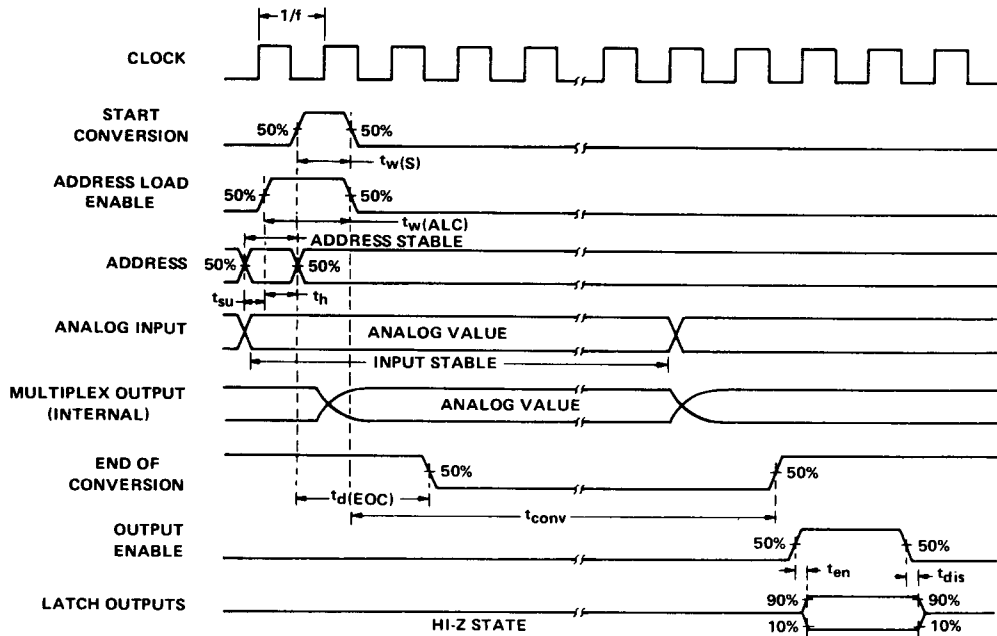 1/f
CLOCK
START
CONVERSION
50%
50%
tw(S)
ADDRESS LOAD
ENABLE
50%
50%
tw(ALC)
ADDRESS STABLE
ADDRESS
50%
50%
tsu
th
ANALOG INPUT
ANALOG VALUE
INPUT STABLE
MULTIPLEX OUTPUT
(INTERNAL)
ANALOG VALUE
END OF
CONVERSION
50%
50%
td(EOC)
tconv
OUTPUT
ENABLE
50%
50%
ten
tdis
LATCH OUTPUTS
90%
90%
HI-Z STATE
10%
10%